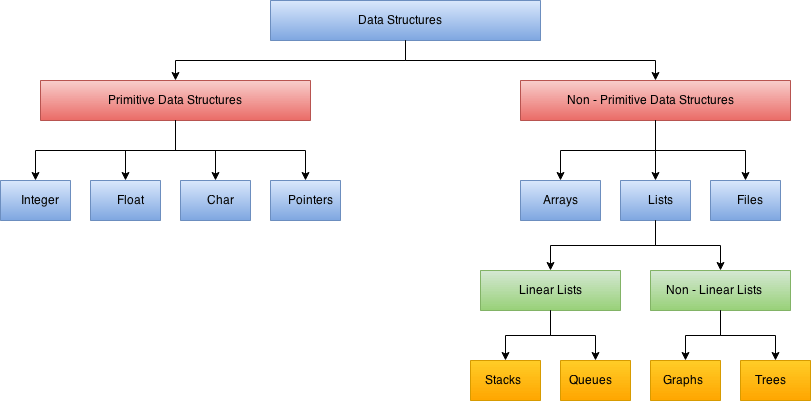 Data Structures
Primitive Data Structures
Non - Primitive Data Structures
Integer
Float
Char
Pointers
Arrays
Lists
Files
Linear Lists
Non - Linear Lists
Stacks
Queues
Graphs
Trees